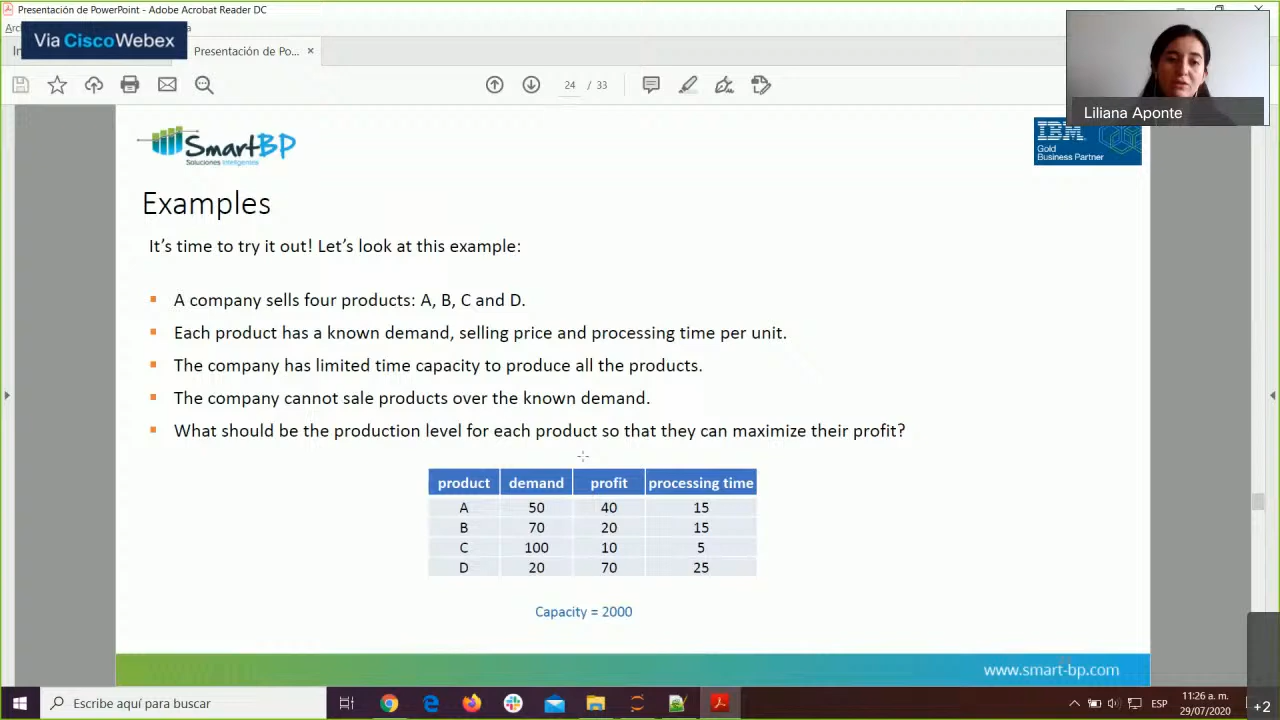 Presentación de PowerPoint - Adobe Acrobat Reader DC
Vía CiscoWebex
Presentación de Po... ×
24 / 33
Liliana Aponte
SmartBP
Soluciones Inteligentes
IBM
Gold
Business Partner
Examples
It's time to try it out! Let's look at this example:
A company sells four products: A, B, C and D.
Each product has a known demand, selling price and processing time per unit.
The company has limited time capacity to produce all the products.
The company cannot sale products over the known demand.
What should be the production level for each product so that they can maximize their profit?
product demand profit processing time
A 50 40 15
B 70 20 15
C 100 10 5
D 20 70 25
Capacity = 2000
www.smart-bp.com
Escribe aquí para buscar
ESP
11:26 a. m.
29/07/2020
+2